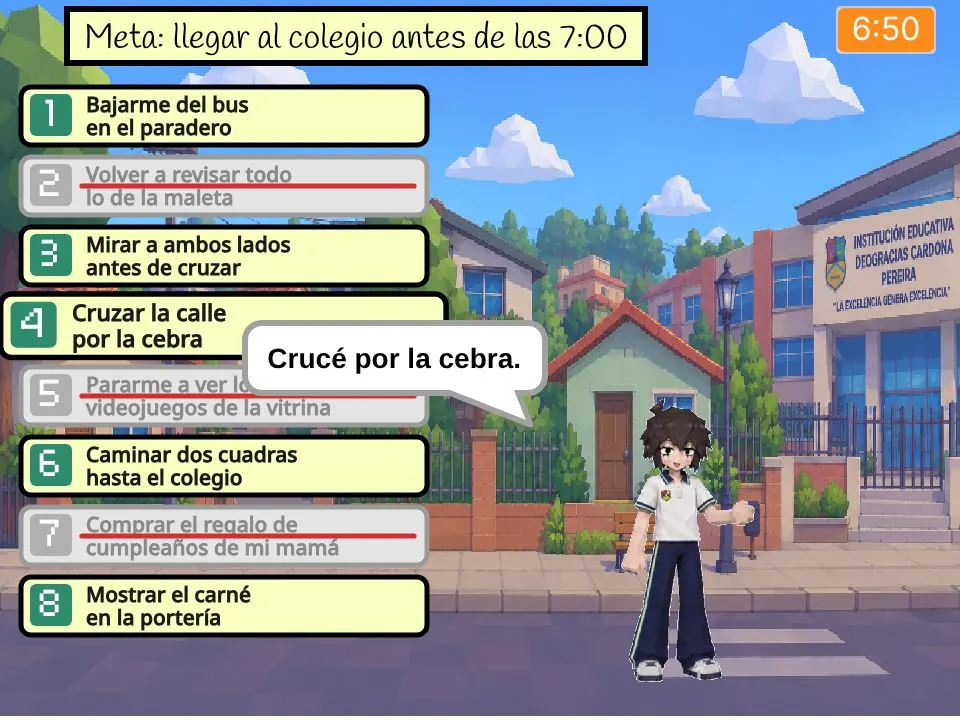 Meta: llegar al colegio antes de las 7:00
6:50
1
Bajarme del bus
en el paradero
2
Volver a revisar todo
lo de la maleta
3
Mirar a ambos lados
antes de cruzar
4
Cruzar la calle
por la cebra
5
Pararme a ver
videojuegos de la vitrina
6
Caminar dos cuadras
hasta el colegio
7
Comprar el regalo de
cumpleaños de mi mamá
8
Mostrar el carné
en la portería
Crucé por la cebra.
INSTITUCIÓN EDUCATIVA
DEOGRACIAS CARDONA
PEREIRA
"LA EXCELENCIA GENERA EXCELENCIA"